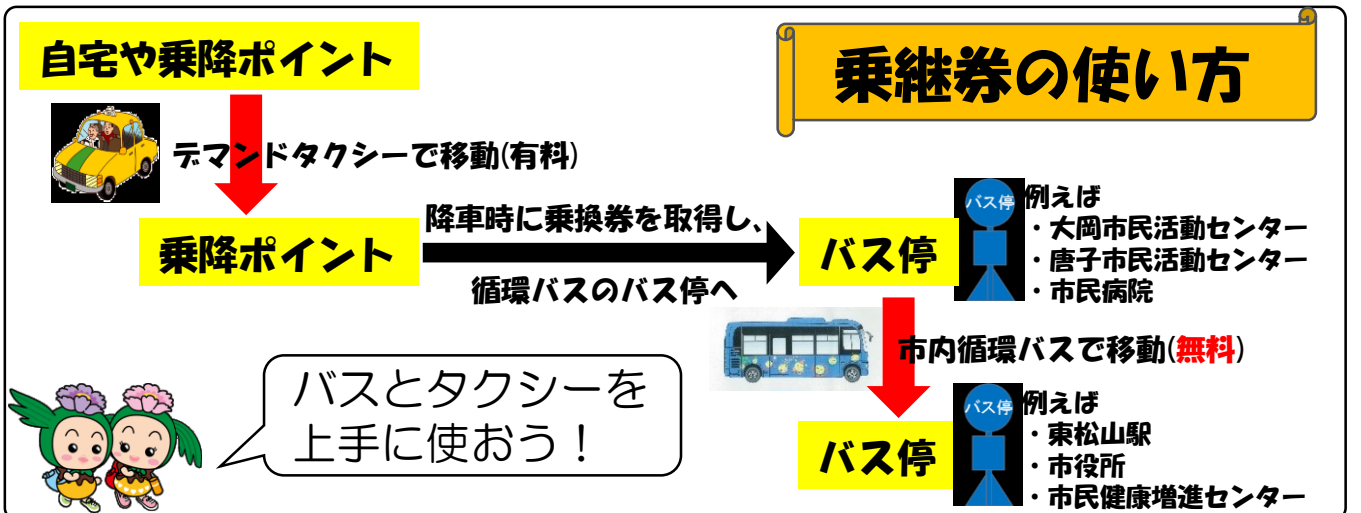 乗継券の使い方
自宅や乗降ポイント
デマンドタクシーで移動(有料)
乗降ポイント
降車時に乗換券を取得し、
循環バスのバス停へ
バス停
バス停
例えば
・大岡市民活動センター
・唐子市民活動センター
・市民病院
市内循環バスで移動(無料)
バス停
バス停
例えば
・東松山駅
・市役所
・市民健康増進センター
バスとタクシーを
上手に使おう!